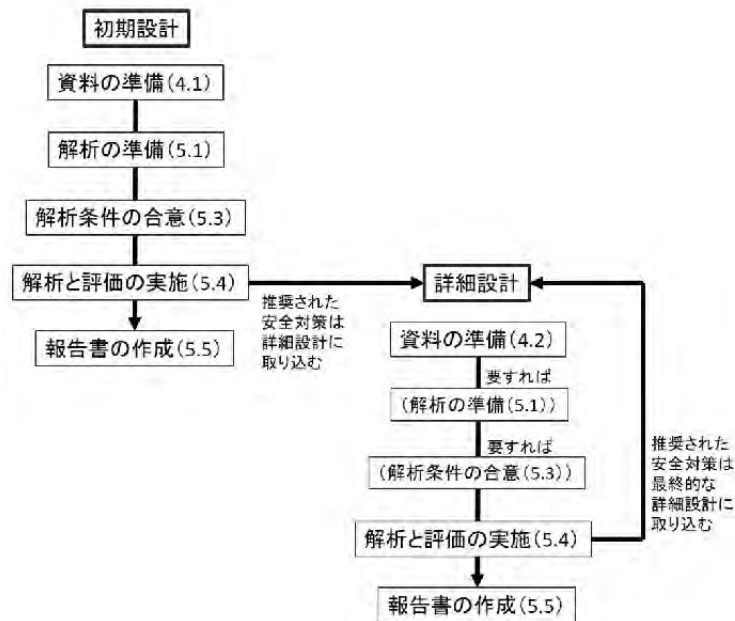 初期設計
資料の準備(4.1)
解析の準備(5.1)
解析条件の合意(5.3)
解析と評価の実施(5.4)
報告書の作成(5.5)
推奨された
安全対策は
詳細設計に
取り込む
詳細設計
資料の準備(4.2)
要すれば
(解析の準備(5.1))
要すれば
(解析条件の合意(5.3))
解析と評価の実施(5.4)
報告書の作成(5.5)
推奨された
安全対策は
最終的な
詳細設計に
取り込む